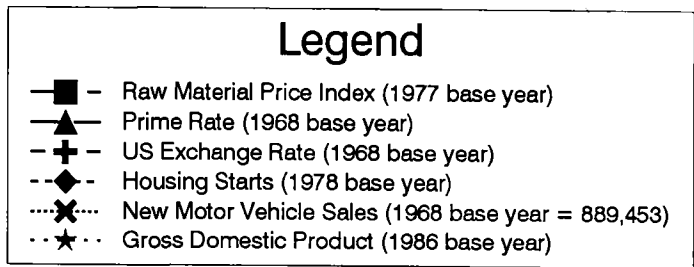 Legend
Raw Material Price Index (1977 base year)
Prime Rate (1968 base year)
US Exchange Rate (1968 base year)
Housing Starts (1978 base year)
New Motor Vehicle Sales (1968 base year = 889,453)
Gross Domestic Product (1986 base year)